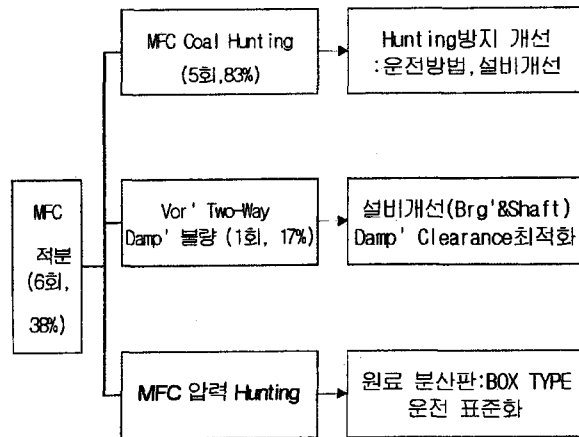 MFC Coal Hunting
(5회,83%)
Hunting방지 개선
:운전방법,설비개선
MFC
적분
(6회,
38%)
Vor' Two-Way
Damp' 불량 (1회, 17%)
설비개선(Brg'&Shaft)
Damp' Clearance최적화
MFC 압력 Hunting
원료 분산판:BOX TYPE
운전 표준화